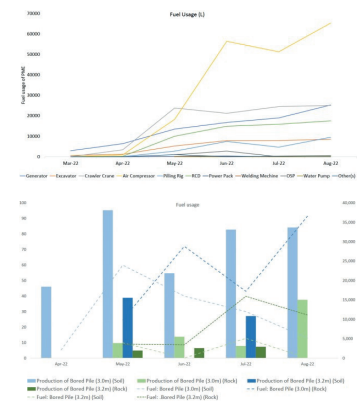 Fuel Usage (L)
70000
60000
50000
40000
30000
20000
10000
0
Fuel usage of PME
Mar-22 Apr-22 May-22 Jun-22 Jul-22 Aug-22
Generator Excavator Crawler Crane Air Compressor Pilling Rig RCD Power Pack Welding Mechine CSP Water Pump Other(s)
Fuel usage
100 40,000
90 35,000
80 30,000
70
60 25,000
50 20,000
40 15,000
30 10,000
20
10 5,000
0
Apr-22 May-22 Jun-22 Jul-22 Aug-22
Production of Bored Pile (3.0m) (Soil) Production of Bored Pile (3.0m) (Rock) Production of Bored Pile (3.2m) (Soil)
Production of Bored Pile (3.2m) (Rock) Fuel: Bored Pile (3.0m) (Soil) Fuel: Bored Pile (3.0m) (Rock)
Fuel: Bored Pile (3.2m) (Soil) Fuel: Bored Pile (3.2m) (Rock)